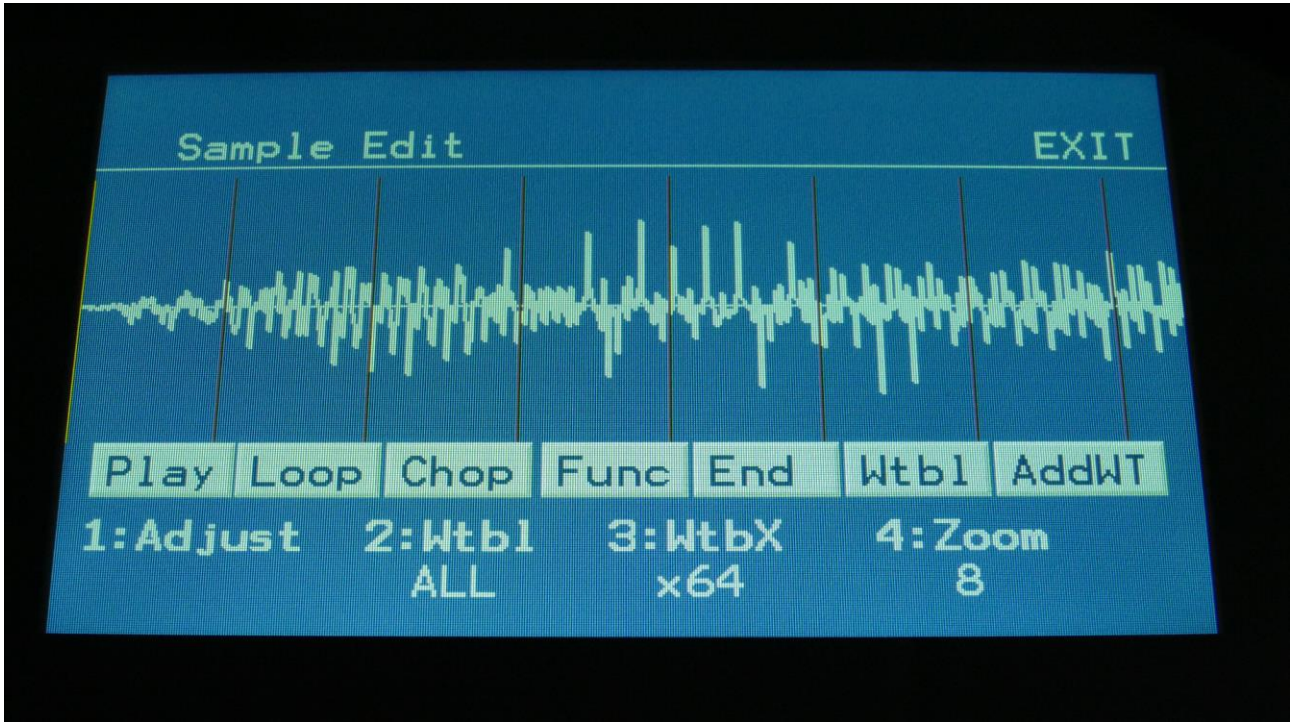 Sample Edit EXIT
Play Loop Chop Func End Wtbl AddWT
1:Adjust 2:Wtbl 3:WtbX 4:Zoom
ALL x64 8